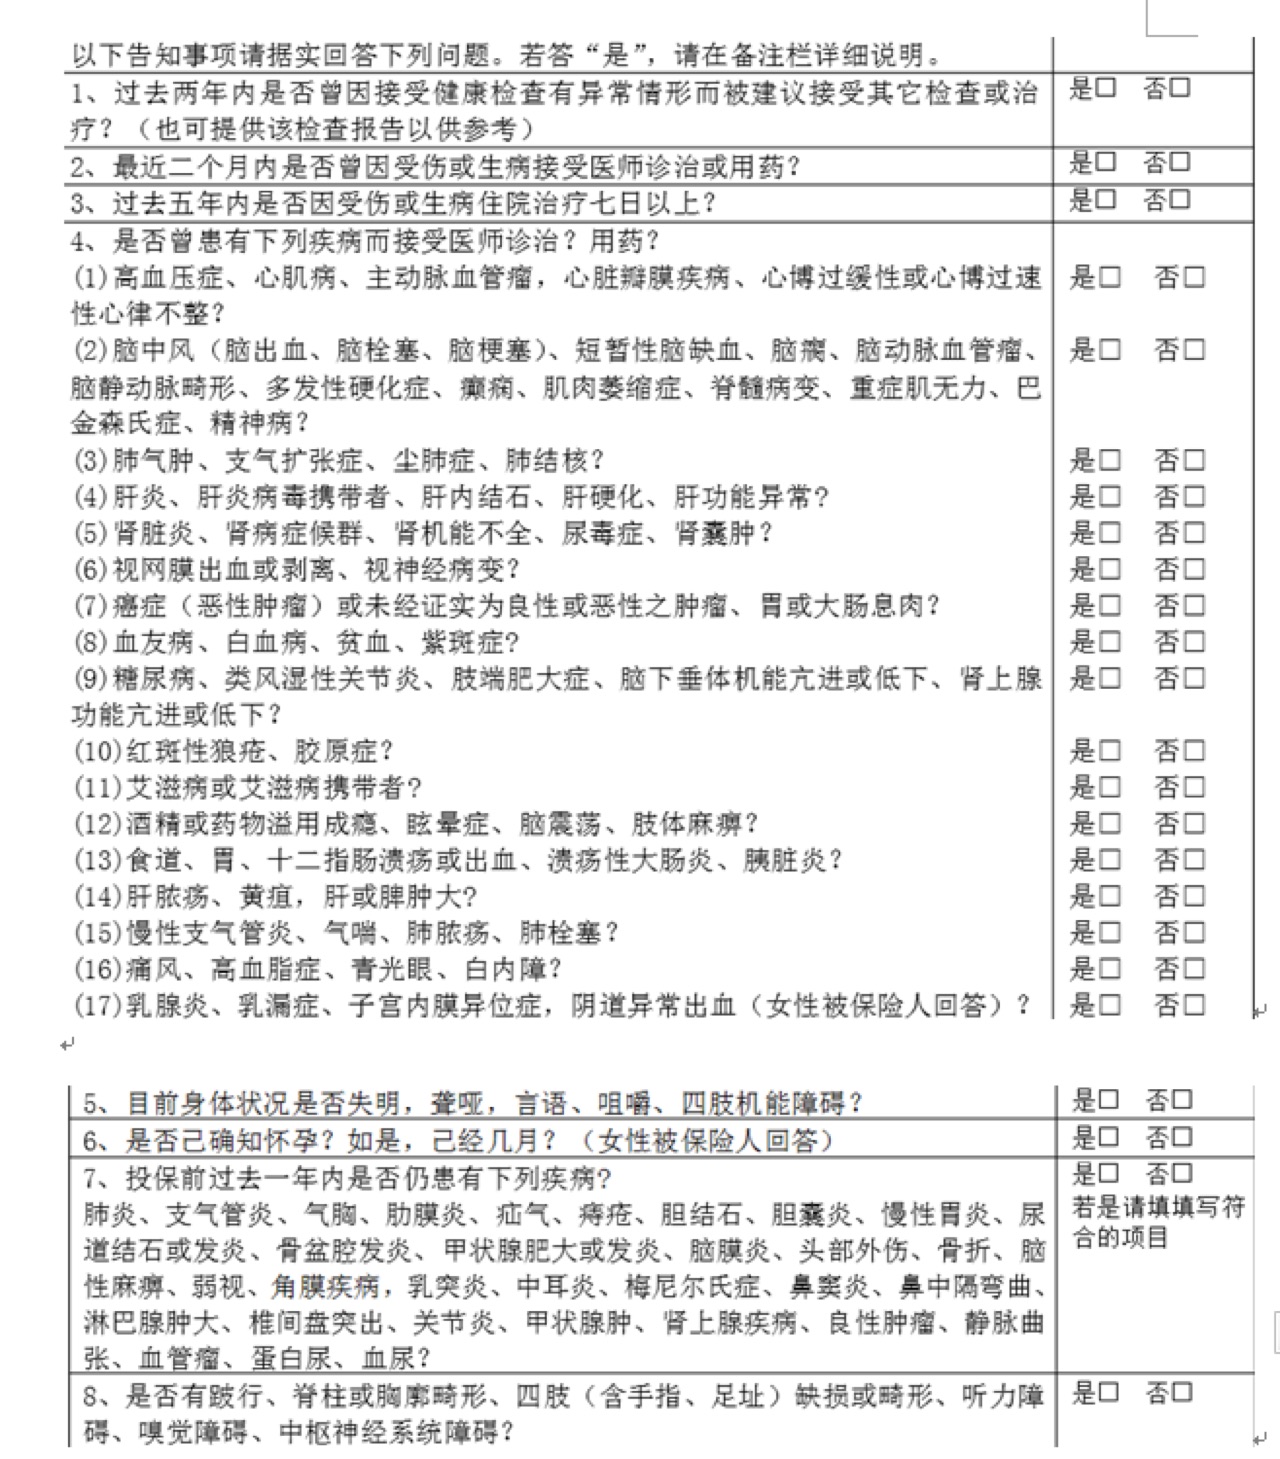 以下告知事项请据实回答下列问题。若答“是”，请在备注栏详细说明。
1、过去两年内是否曾因接受健康检查有异常情形而被建议接受其它检查或治 是□ 否□
疗？（也可提供该检查报告以供参考）
2、最近二个月内是否曾因受伤或生病接受医师诊治或用药？ 是□ 否□
3、过去五年内是否因受伤或生病住院治疗七日以上？ 是□ 否□
4、是否曾患有下列疾病而接受医师诊治？用药？
(1)高血压症、心肌病、主动脉血管瘤，心脏瓣膜疾病、心博过缓性或心博过速 是□ 否□
性心律不整？
(2)脑中风（脑出血、脑栓塞、脑梗塞）、短暂性脑缺血、脑瘸、脑动脉血管瘤、 是□ 否□
脑静动脉畸形、多发性硬化症、癫痫、肌肉萎缩症、脊髓病变、重症肌无力、巴
金森氏症、精神病？
(3)肺气肿、支气扩张症、尘肺症、肺结核？ 是□ 否□
(4)肝炎、肝炎病毒携带者、肝内结石、肝硬化、肝功能异常？ 是□ 否□
(5)肾脏炎、肾病症候群、肾机能不全、尿毒症、肾囊肿？ 是□ 否□
(6)视网膜出血或剥离、视神经病变？ 是□ 否□
(7)癌症（恶性肿瘤）或未经证实为良性或恶性之肿瘤、胃或大肠息肉？ 是□ 否□
(8)血友病、白血病、贫血、紫斑症？ 是□ 否□
(9)糖尿病、类风湿性关节炎、肢端肥大症、脑下垂体机能亢进或低下、肾上腺 是□ 否□
功能亢进或低下？
(10)红斑性狼疮、胶原症？ 是□ 否□
(11)艾滋病或艾滋病携带者？ 是□ 否□
(12)酒精或药物滥用成瘾、眩晕症、脑震荡、肢体麻痹？ 是□ 否□
(13)食道、胃、十二指肠溃疡或出血、溃疡性大肠炎、胰脏炎？ 是□ 否□
(14)肝脓疡、黄疸，肝或脾肿大？ 是□ 否□
(15)慢性支气管炎、气喘、肺脓疡、肺栓塞？ 是□ 否□
(16)痛风、高血脂症、青光眼、白内障？ 是□ 否□
(17)乳腺炎、乳漏症、子宫内膜异位症，阴道异常出血（女性被保险人回答）？ 是□ 否□
5、目前身体状况是否失明，聋哑，言语、咀嚼、四肢机能障碍？ 是□ 否□
6、是否己确知怀孕？如是，己经几月？（女性被保险人回答） 是□ 否□
7、投保前过去一年内是否仍患有下列疾病？ 是□ 否□
肺炎、支气管炎、气胸、肋膜炎、疝气、痔疮、胆结石、胆囊炎、慢性胃炎、尿 若是请填填写符
道结石或发炎、骨盆腔发炎、甲状腺肥大或发炎、脑膜炎、头部外伤、骨折、脑 合的项目
性麻痹、弱视、角膜疾病，乳突炎、中耳炎、梅尼尔氏症、鼻窦炎、鼻中隔弯曲、
淋巴腺肿大、椎间盘突出、关节炎、甲状腺肿、肾上腺疾病、良性肿瘤、静脉曲
张、血管瘤、蛋白尿、血尿？
8、是否有跛行、脊柱或胸廓畸形、四肢（含手指、足址）缺损或畸形、听力障 是□ 否□
碍、嗅觉障碍、中枢神经系统障碍？